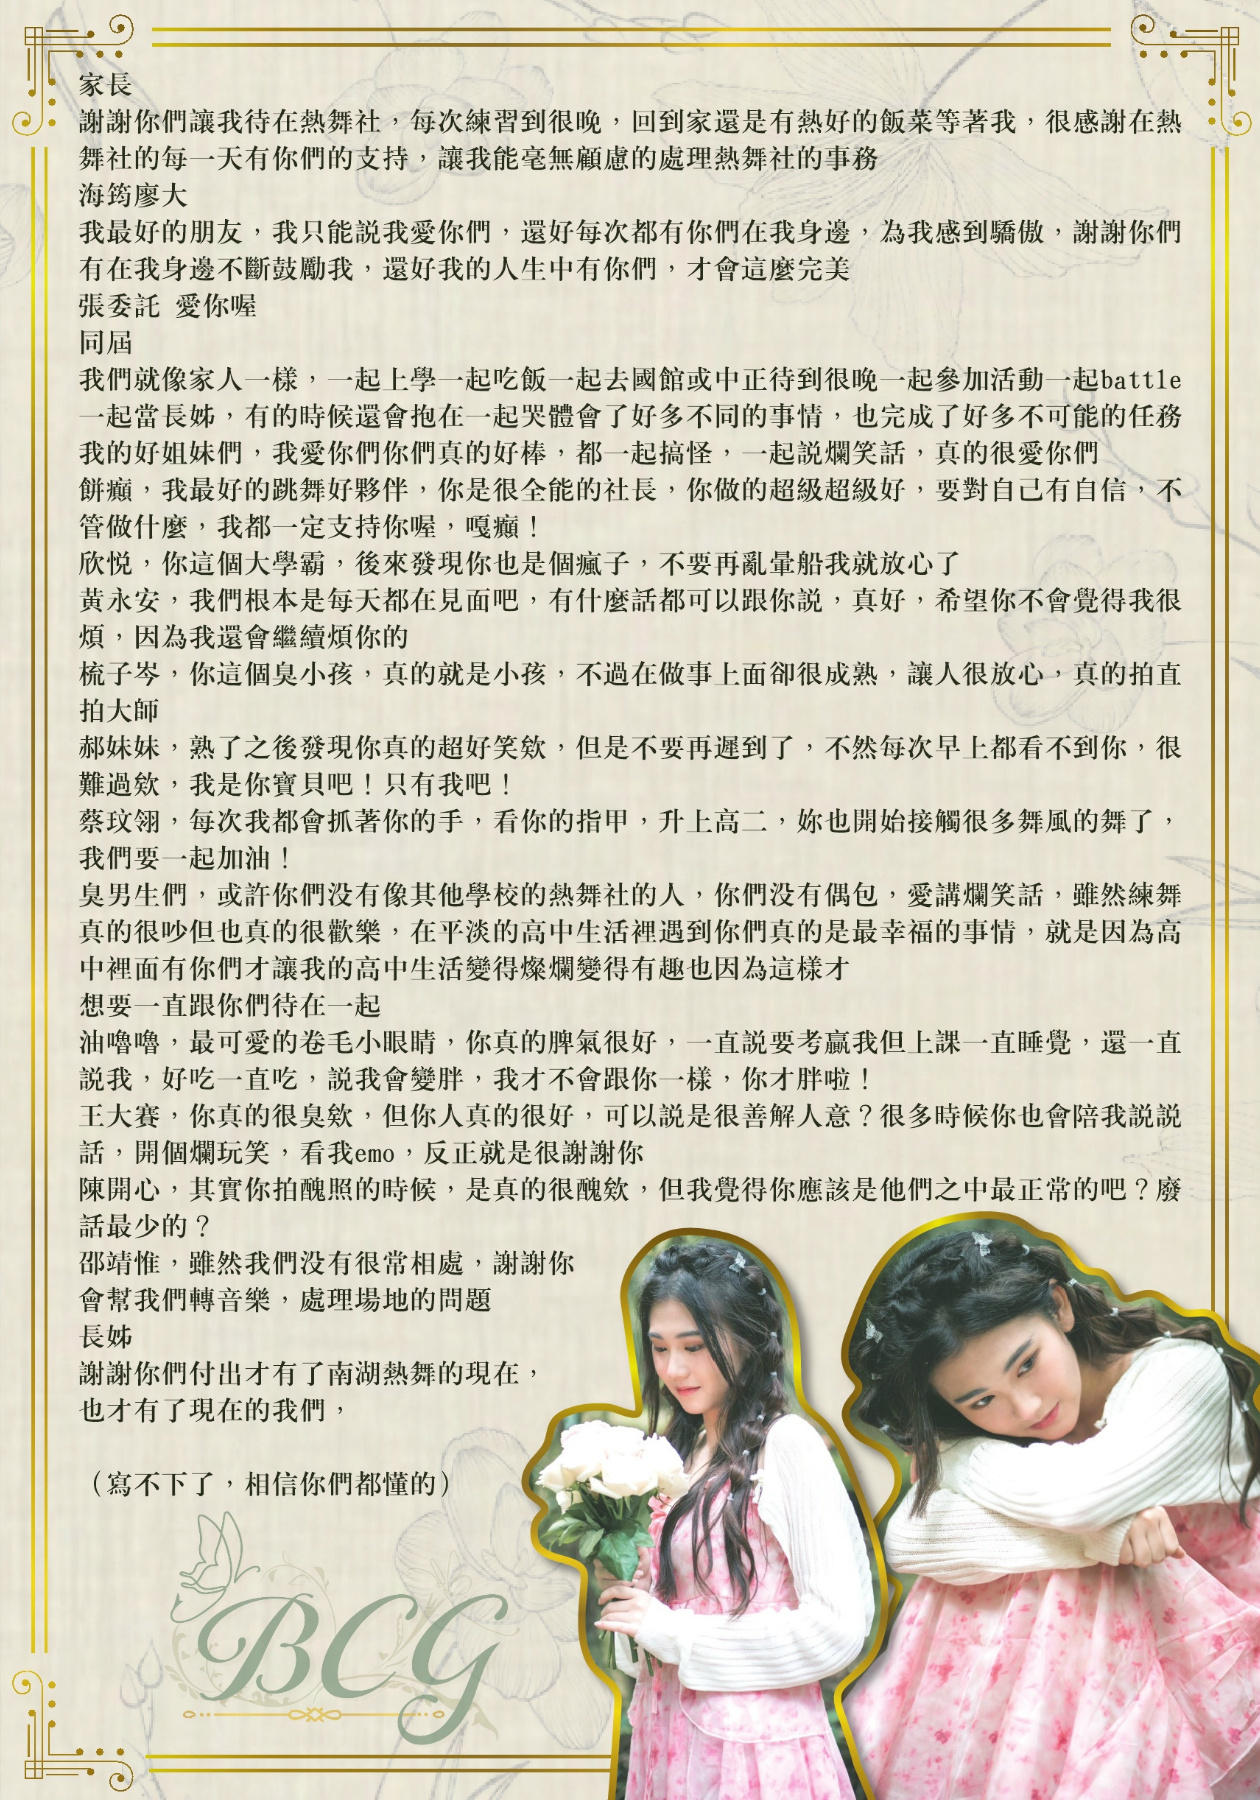 家長
謝謝你們讓我待在熱舞社，每次練習到很晚，回到家還是有熱好的飯菜等著我，很感謝在熱
舞社的每一天有你們的支持，讓我能毫無顧慮的處理熱舞社的事務
海筠廖大
我最好的朋友，我只能説我愛你們，還好每次都有你們在我身邊，為我感到驕傲，謝謝你們
有在我身邊不斷鼓勵我，還好我的人生中有你們，才會這麼完美
張委託 愛你喔
同屆
我們就像家人一樣，一起上學一起吃飯一起去國館或中正待到很晚一起參加活動一起battle
一起當長姊，有的時候還會抱在一起哭體會了好多不同的事情，也完成了好多不可能的任務
我的好姐妹們，我愛你們你們真的好棒，都一起搞怪，一起説爛笑話，真的很愛你們
餅癲，我最好的跳舞好夥伴，你是很全能的社長，你做的超級超級好，要對自己有自信，不
管做什麼，我都一定支持你喔，嘎癲！
欣悦，你這個大學霸，後來發現你也是個瘋子，不要再亂暈船我就放心了
黃永安，我們根本是每天都在見面吧，有什麼話都可以跟你説，真好，希望你不會覺得我很
煩，因為我還會繼續煩你的
梳子岑，你這個臭小孩，真的就是小孩，不過在做事上面卻很成熟，讓人很放心，真的拍直
拍大師
郝妹妹，熟了之後發現你真的超好笑欸，但是不要再遲到了，不然每次早上都看不到你，很
難過欸，我是你寶貝吧！只有我吧！
蔡玟翎，每次我都會抓著你的手，看你的指甲，升上高二，妳也開始接觸很多舞風的舞了，
我們要一起加油！
臭男生們，或許你們没有像其他學校的熱舞社的人，你們没有偶包，愛講爛笑話，雖然練舞
真的很吵但也真的很歡樂，在平淡的高中生活裡遇到你們真的是最幸福的事情，就是因為高
中裡面有你們才讓我的高中生活變得燦爛變得有趣也因為這樣才
想要一直跟你們待在一起
油嚕嚕，最可愛的卷毛小眼睛，你真的脾氣很好，一直説要考贏我但上課一直睡覺，還一直
説我，好吃一直吃，説我會變胖，我才不會跟你一樣，你才胖啦！
王大賽，你真的很臭欸，但你人真的很好，可以説是很善解人意？很多時候你也會陪我説説
話，開個爛玩笑，看我emo，反正就是很謝謝你
陳開心，其實你拍醜照的時候，是真的很醜欸，但我覺得你應該是他們之中最正常的吧？廢
話最少的？
邵靖惟，雖然我們没有很常相處，謝謝你
會幫我們轉音樂，處理場地的問題
長姊
謝謝你們付出才有了南湖熱舞的現在，
也才有了現在的我們，
（寫不下了，相信你們都懂的）
BCG